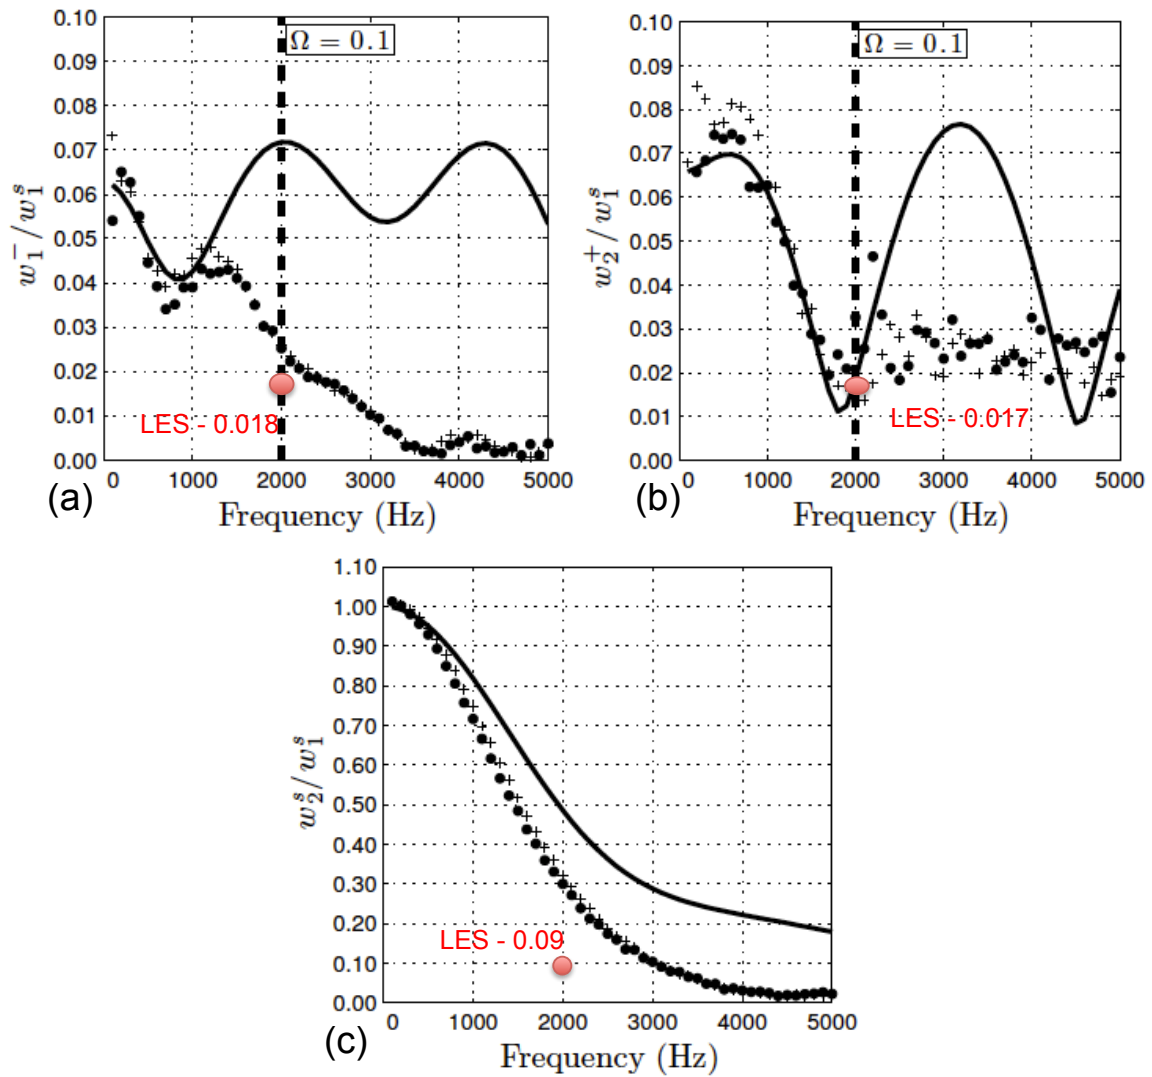 0.10
0.09
0.08
0.07
0.06
0.05
0.04
0.03
0.02
0.01
0.00
w₁⁻/w₁ˢ
Ω = 0.1
LES - 0.018
0 1000 2000 3000 4000 5000
(a)
Frequency (Hz)
0.10
0.09
0.08
0.07
0.06
0.05
0.04
0.03
0.02
0.01
0.00
w₂⁺/w₁ˢ
Ω = 0.1
LES - 0.017
0 1000 2000 3000 4000 5000
(b)
Frequency (Hz)
1.10
1.00
0.90
0.80
0.70
0.60
0.50
0.40
0.30
0.20
0.10
0.00
w₂ˢ/w₁ˢ
LES - 0.09
0 1000 2000 3000 4000 5000
(c)
Frequency (Hz)